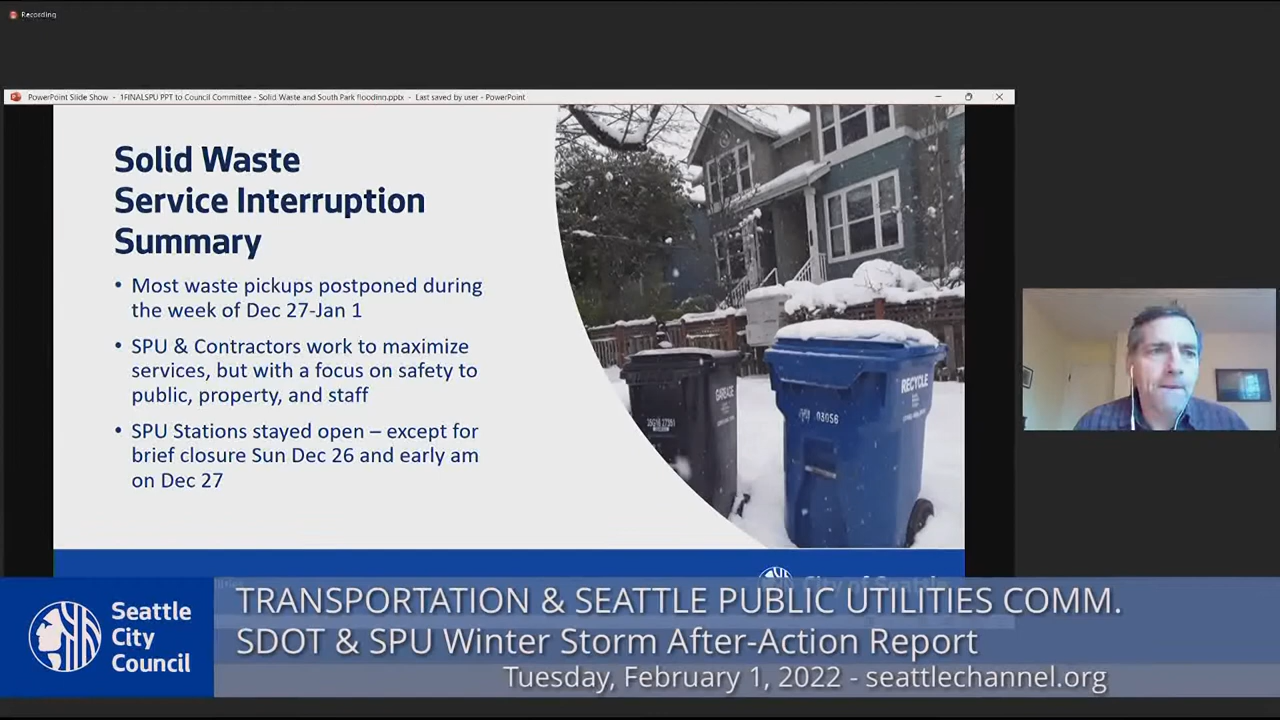 Recording
PowerPoint Slide Show - 1FINALSPU PPT to Council Committee - Solid Waste and South Park flooding.pptx - Last saved by user - PowerPoint
Solid Waste
Service Interruption
Summary
• Most waste pickups postponed during
the week of Dec 27-Jan 1
• SPU & Contractors work to maximize
services, but with a focus on safety to
public, property, and staff
• SPU Stations stayed open – except for
brief closure Sun Dec 26 and early am
on Dec 27
GARBAGE
RECYCLE
03056
City of Seattle
Seattle
City
Council
TRANSPORTATION & SEATTLE PUBLIC UTILITIES COMM.
SDOT & SPU Winter Storm After-Action Report
Tuesday, February 1, 2022 - seattlechannel.org